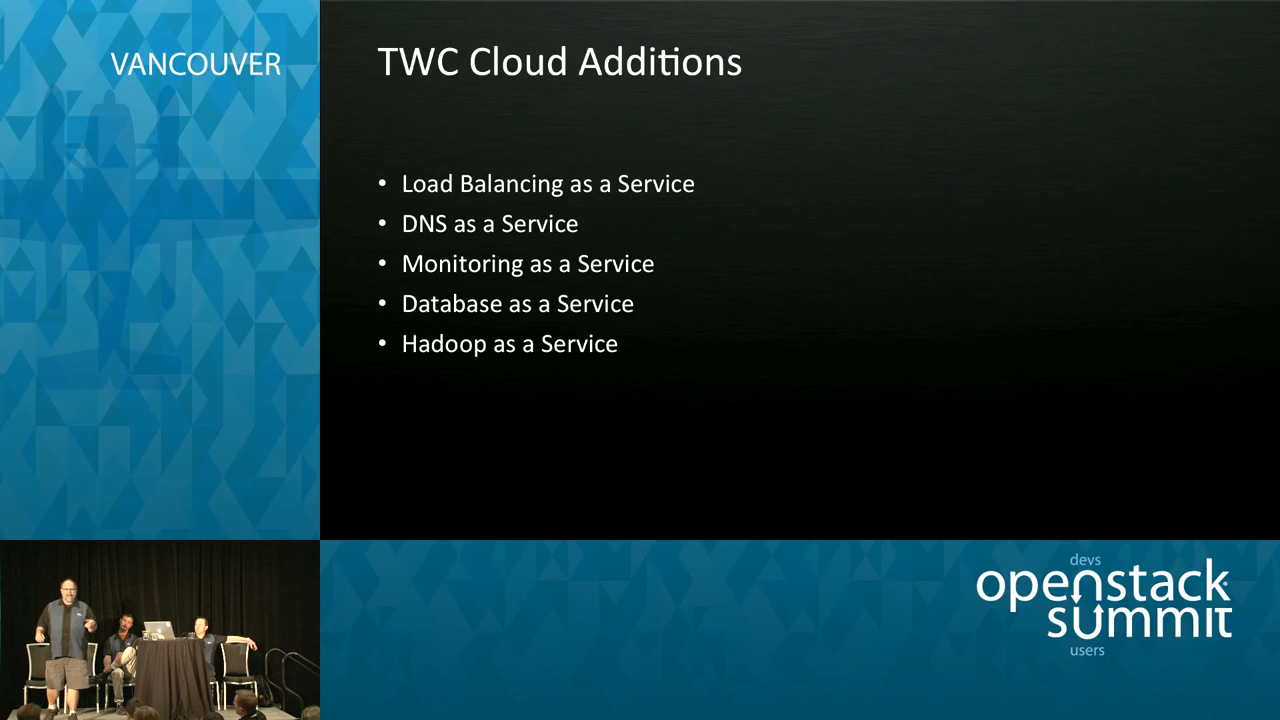 VANCOUVER
TWC Cloud Additions
• Load Balancing as a Service
• DNS as a Service
• Monitoring as a Service
• Database as a Service
• Hadoop as a Service
devs
openstack
summit
users